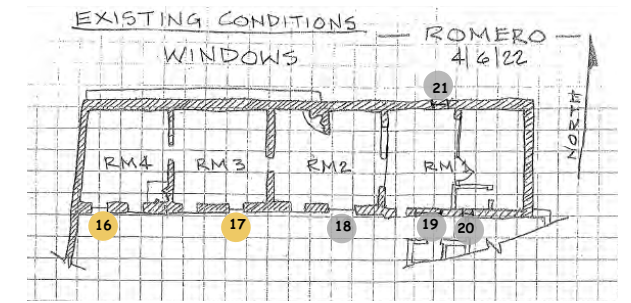 EXISTING CONDITIONS
WINDOWS
— ROMERO —
4/6/22
21
NORTH
RM4
RM3
RM2
RM1
16
17
18
19
20